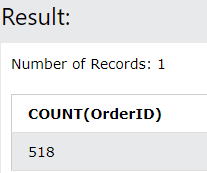 Result:
Number of Records: 1
COUNT(OrderID)
518